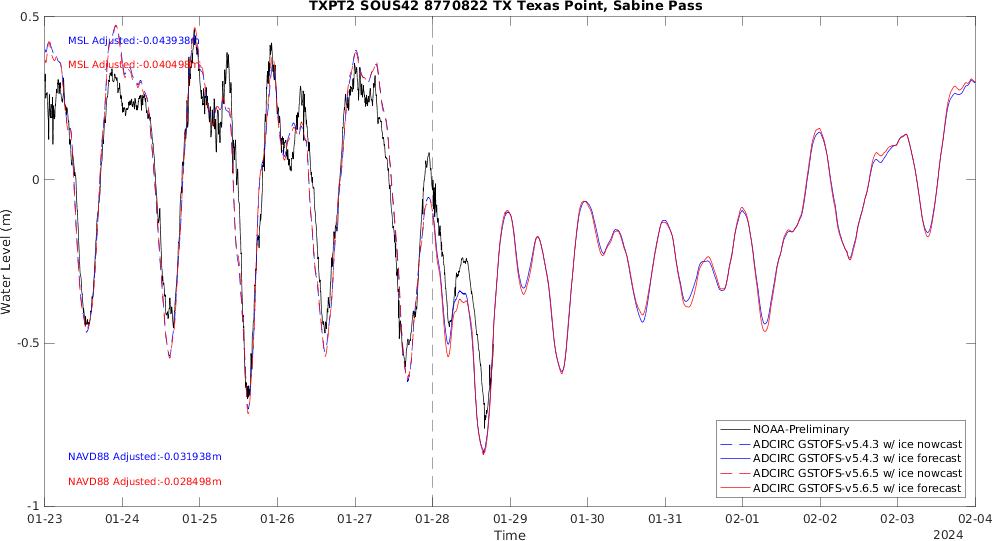 TXPT2 SOUS42 8770822 TX Texas Point, Sabine Pass
0.5
MSL Adjusted:-0.043938m
MSL Adjusted:-0.040498m
0
Water Level (m)
-0.5
NOAA-Preliminary
ADCIRC GSTOFS-v5.4.3 w/ ice nowcast
ADCIRC GSTOFS-v5.4.3 w/ ice forecast
ADCIRC GSTOFS-v5.6.5 w/ ice nowcast
ADCIRC GSTOFS-v5.6.5 w/ ice forecast
NAVD88 Adjusted:-0.031938m
NAVD88 Adjusted:-0.028498m
-1
01-23 01-24 01-25 01-26 01-27 01-28 01-29 01-30 01-31 02-01 02-02 02-03 02-04
Time
2024